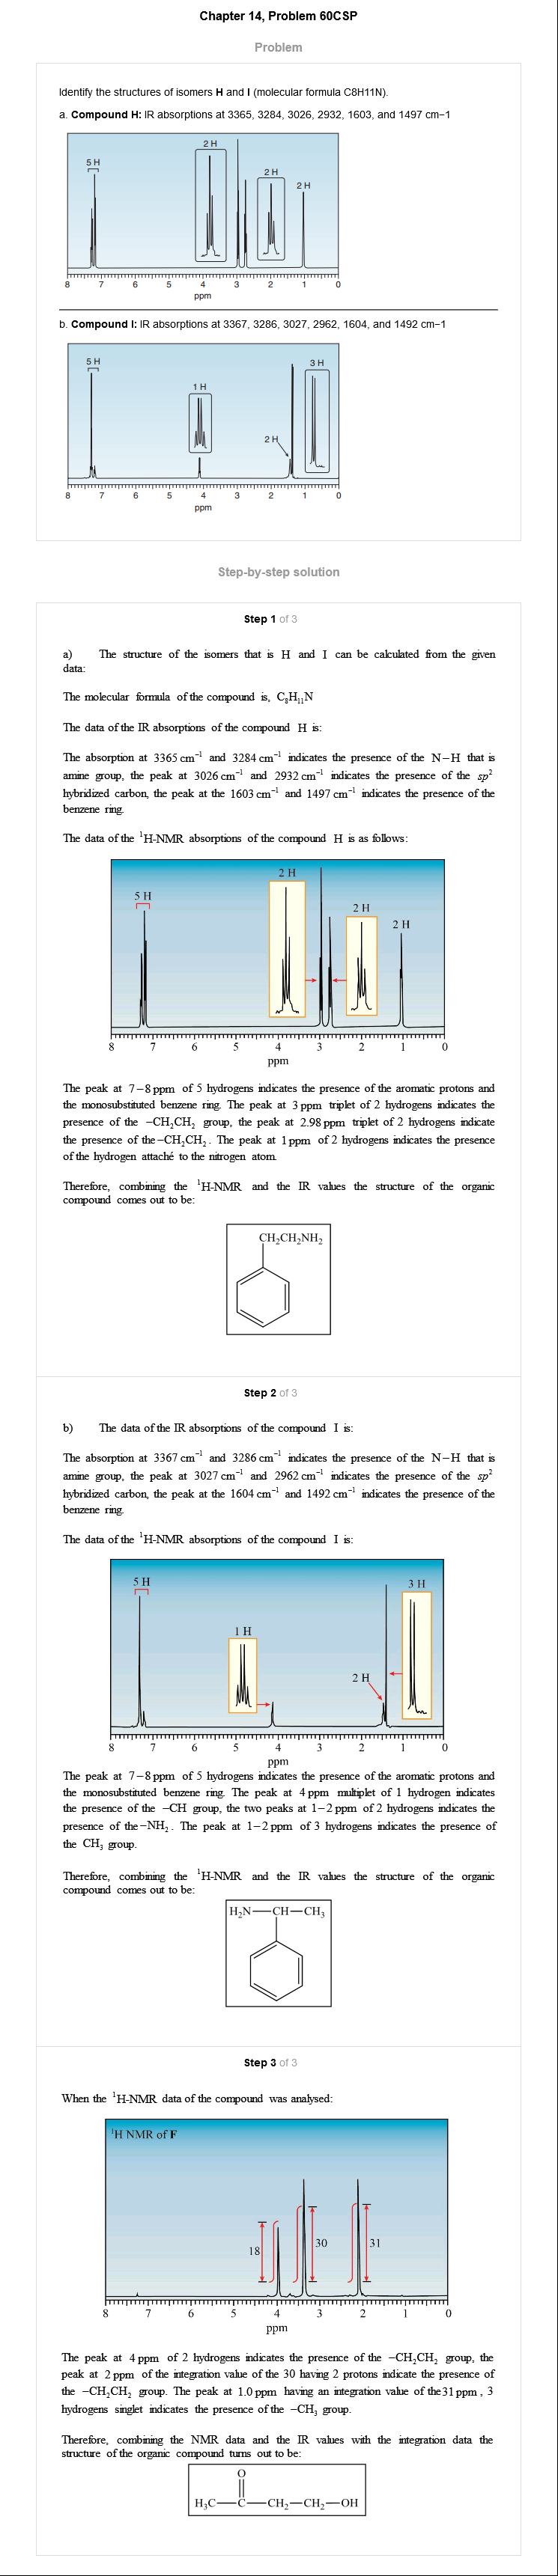 Chapter 14, Problem 60CSP
Problem
Identify the structures of isomers H and I (molecular formula C8H11N).
a. Compound H: IR absorptions at 3365, 3284, 3026, 2932, 1603, and 1497 cm−1
5 H
2 H
2 H
2 H
8 7 6 5 4 3 2 1 0
ppm
b. Compound I: IR absorptions at 3367, 3286, 3027, 2962, 1604, and 1492 cm−1
5 H
1 H
2 H
3 H
8 7 6 5 4 3 2 1 0
ppm
Step-by-step solution
Step 1 of 3
a) The structure of the isomers that is H and I can be calculated from the given
data:
The molecular formula of the compound is, C₈H₁₁N
The data of the IR absorptions of the compound H is:
The absorption at 3365 cm⁻¹ and 3284 cm⁻¹ indicates the presence of the N−H that is
amine group, the peak at 3026 cm⁻¹ and 2932 cm⁻¹ indicates the presence of the sp²
hybridized carbon, the peak at the 1603 cm⁻¹ and 1497 cm⁻¹ indicates the presence of the
benzene ring.
The data of the ¹H-NMR absorptions of the compound H is as follows:
5 H
2 H
2 H
2 H
8 7 6 5 4 3 2 1 0
ppm
The peak at 7−8 ppm of 5 hydrogens indicates the presence of the aromatic protons and
the monosubstituted benzene ring. The peak at 3 ppm triplet of 2 hydrogens indicates the
presence of the −CH₂CH₂ group, the peak at 2.98 ppm triplet of 2 hydrogens indicate
the presence of the −CH₂CH₂. The peak at 1 ppm of 2 hydrogens indicates the presence
of the hydrogen attaché to the nitrogen atom.
Therefore, combining the ¹H-NMR and the IR values the structure of the organic
compound comes out to be:
CH₂CH₂NH₂
Step 2 of 3
b) The data of the IR absorptions of the compound I is:
The absorption at 3367 cm⁻¹ and 3286 cm⁻¹ indicates the presence of the N−H that is
amine group, the peak at 3027 cm⁻¹ and 2962 cm⁻¹ indicates the presence of the sp²
hybridized carbon, the peak at the 1604 cm⁻¹ and 1492 cm⁻¹ indicates the presence of the
benzene ring.
The data of the ¹H-NMR absorptions of the compound I is:
5 H
1 H
2 H
3 H
8 7 6 5 4 3 2 1 0
ppm
The peak at 7−8 ppm of 5 hydrogens indicates the presence of the aromatic protons and
the monosubstituted benzene ring. The peak at 4 ppm multiplet of 1 hydrogen indicates
the presence of the −CH group, the two peaks at 1−2 ppm of 2 hydrogens indicates the
presence of the −NH₂. The peak at 1−2 ppm of 3 hydrogens indicates the presence of
the CH₃ group.
Therefore, combining the ¹H-NMR and the IR values the structure of the organic
compound comes out to be:
H₂N—CH—CH₃
Step 3 of 3
When the ¹H-NMR data of the compound was analysed:
¹H NMR of F
18
30
31
8 7 6 5 4 3 2 1 0
ppm
The peak at 4 ppm of 2 hydrogens indicates the presence of the −CH₂CH₂ group, the
peak at 2 ppm of the integration value of the 30 having 2 protons indicate the presence of
the −CH₂CH₂ group. The peak at 1.0 ppm having an integration value of the 31 ppm , 3
hydrogens singlet indicates the presence of the −CH₃ group.
Therefore, combining the NMR data and the IR values with the integration data the
structure of the organic compound turns out to be:
O
H₃C—C—CH₂—CH₂—OH